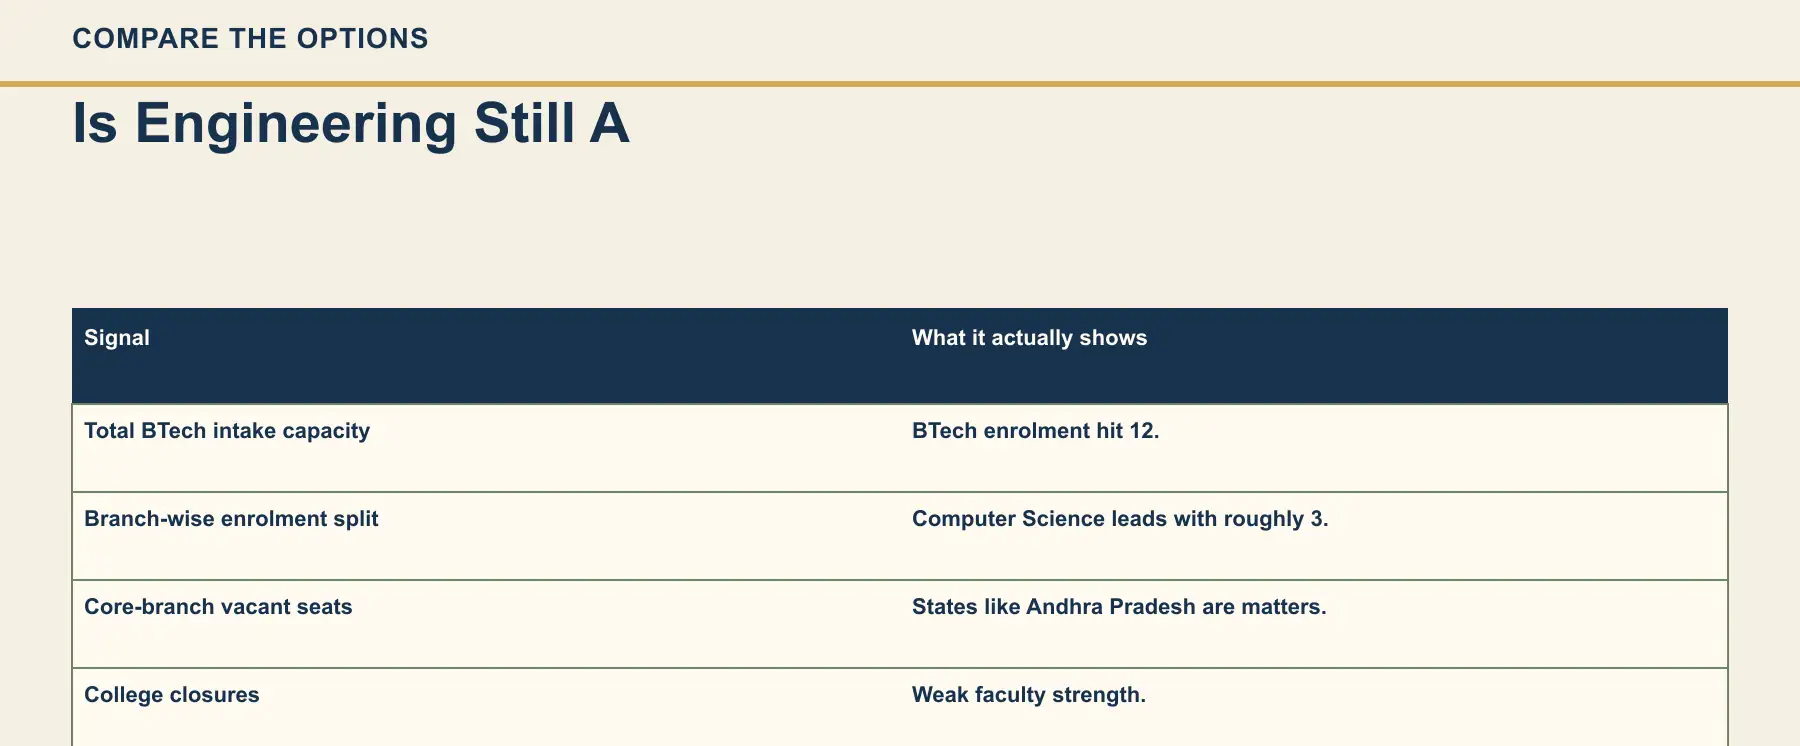 COMPARE THE OPTIONS
Is Engineering Still A
Signal What it actually shows
Total BTech intake capacity BTech enrolment hit 12.
Branch-wise enrolment split Computer Science leads with roughly 3.
Core-branch vacant seats States like Andhra Pradesh are matters.
College closures Weak faculty strength.